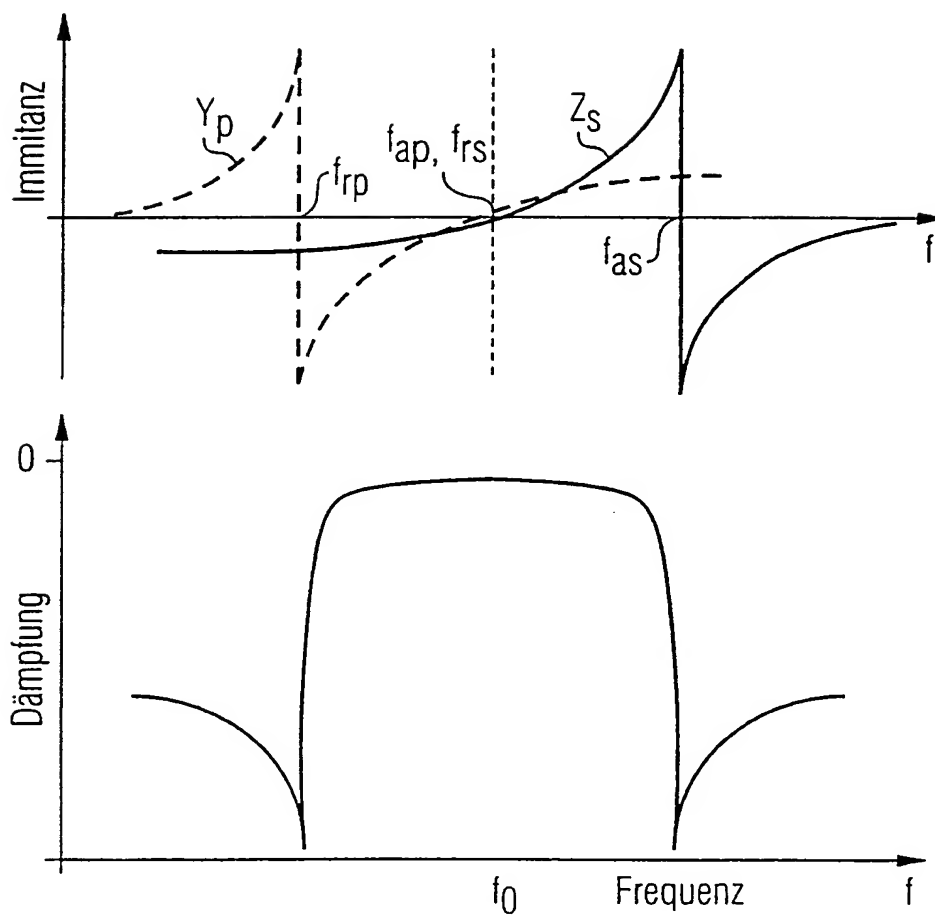 Immitanz
Yp
frp
fap, frs
Zs
fas
f
0
Dämpfung
f0
Frequenz
f